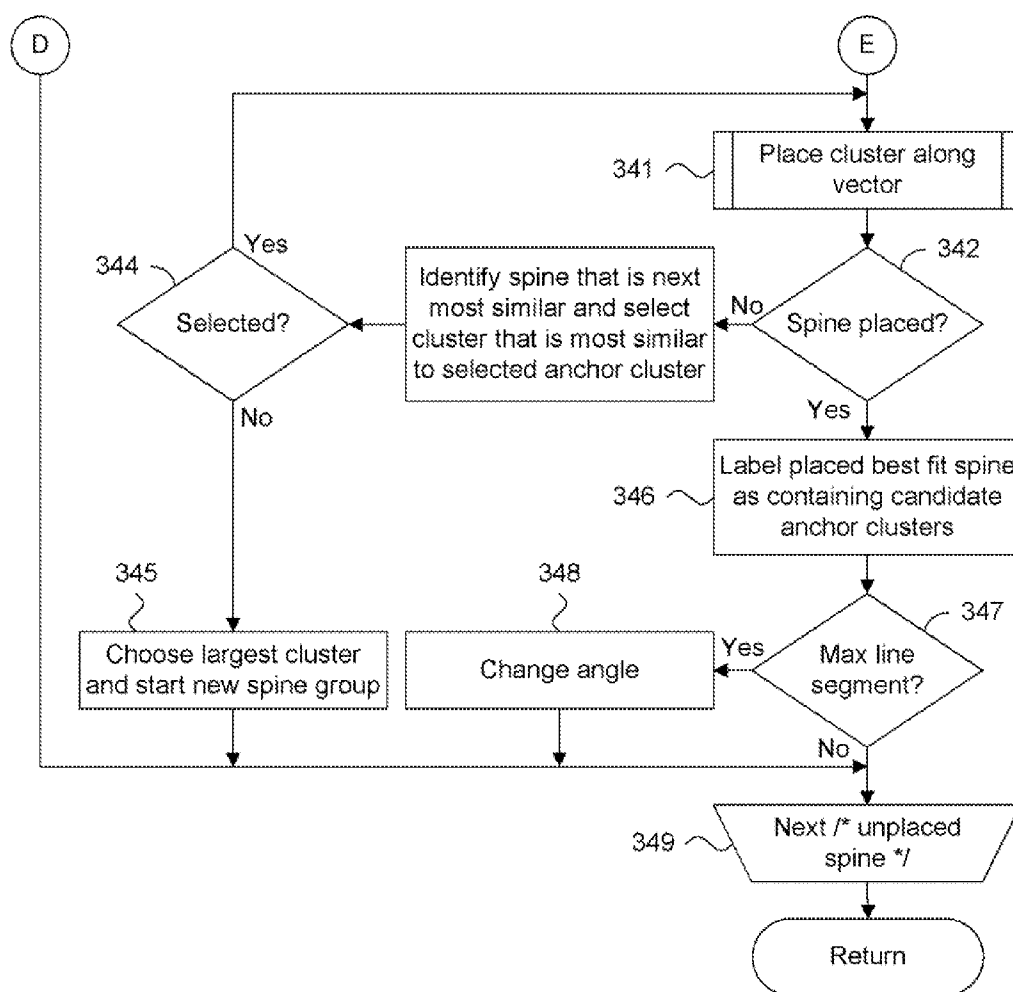 D
E
341
Place cluster along
vector
344
Yes
342
Selected?
Identify spine that is next
most similar and select
cluster that is most similar
to selected anchor cluster
No
Spine placed?
No
Yes
346
Label placed best fit spine
as containing candidate
anchor clusters
345
348
347
Choose largest cluster
and start new spine group
Change angle
Yes
Max line
segment?
No
349
Next /* unplaced
spine */
Return